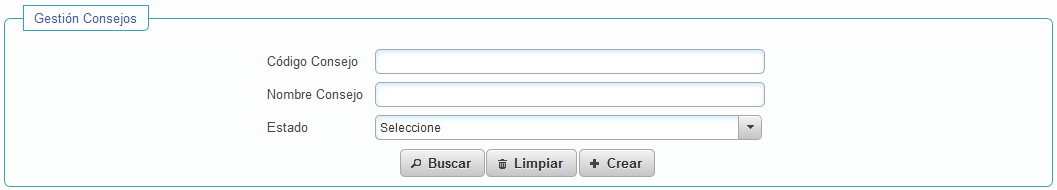 Gestión Consejos
Código Consejo
Nombre Consejo
Estado Seleccione
Buscar Limpiar Crear